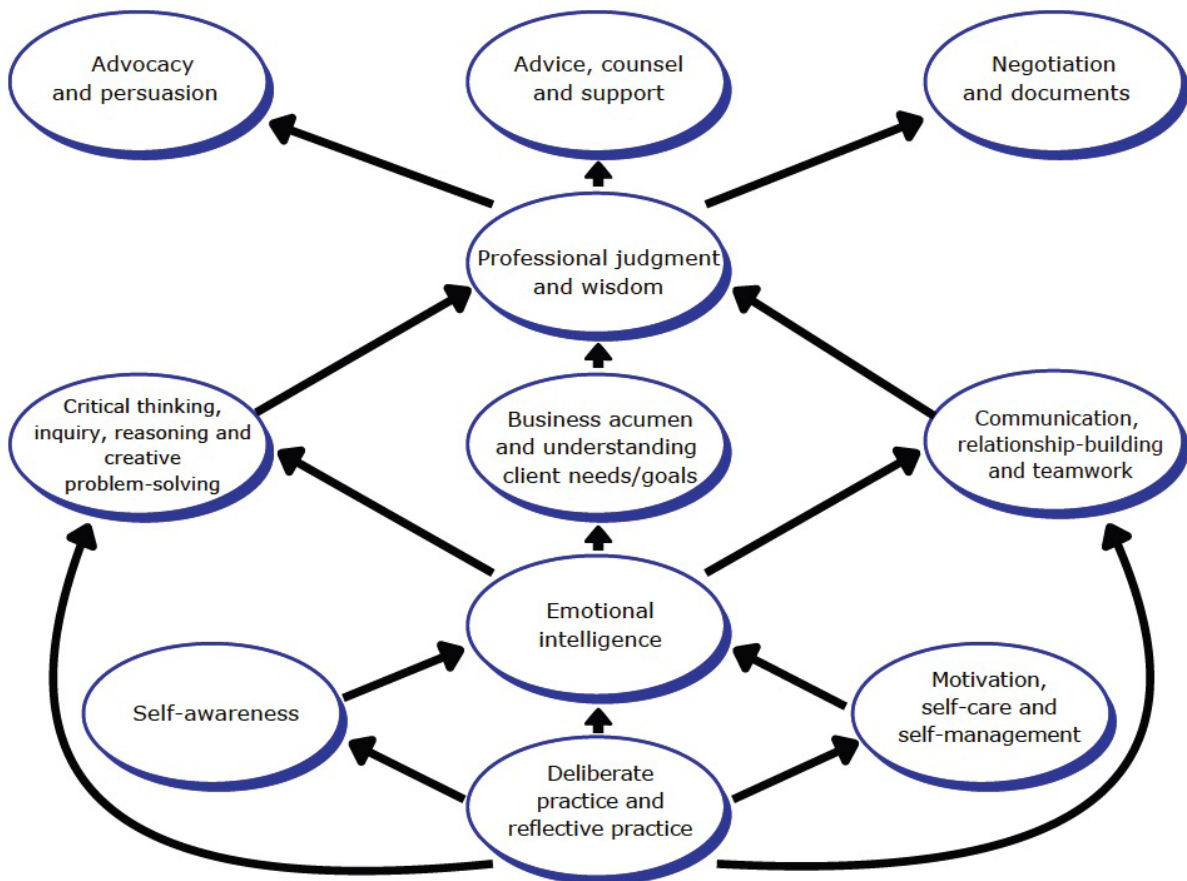 Advocacy
and persuasion
Advice, counsel
and support
Negotiation
and documents
Professional judgment
and wisdom
Critical thinking,
inquiry, reasoning and
creative
problem-solving
Business acumen
and understanding
client needs/goals
Communication,
relationship-building
and teamwork
Emotional
intelligence
Self-awareness
Motivation,
self-care and
self-management
Deliberate
practice and
reflective practice